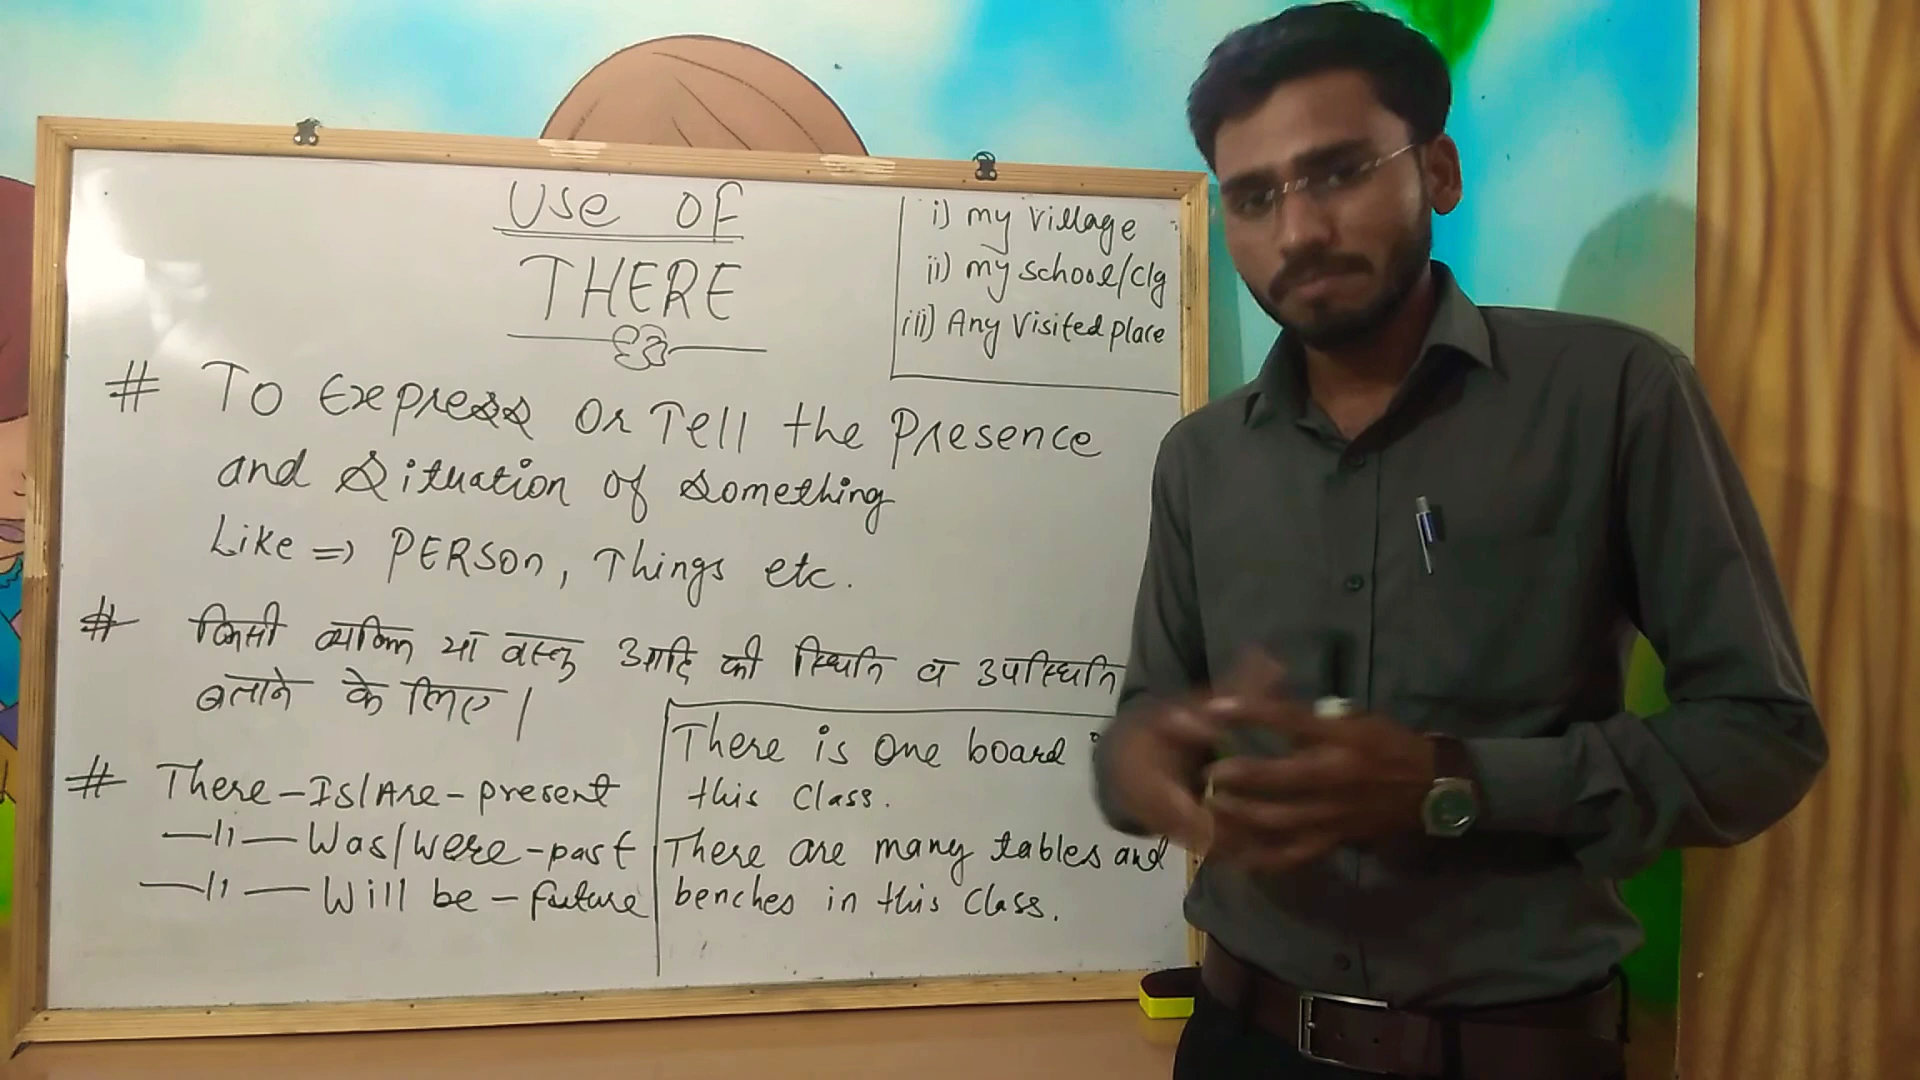 Use OF
THERE
i) my village
ii) my school/clg
iii) Any Visited place
# To Express Or Tell the Presence
and Situation of Something
Like => PERSON, Things etc.
# किसी व्यक्ति या वस्तु आदि की स्थिति व उपस्थिति
बताने के लिए।
# There - Is/Are - present
—11— Was/Were - past
—11— Will be - future
There is One board
this Class.
There are many tables and
benches in this Class.